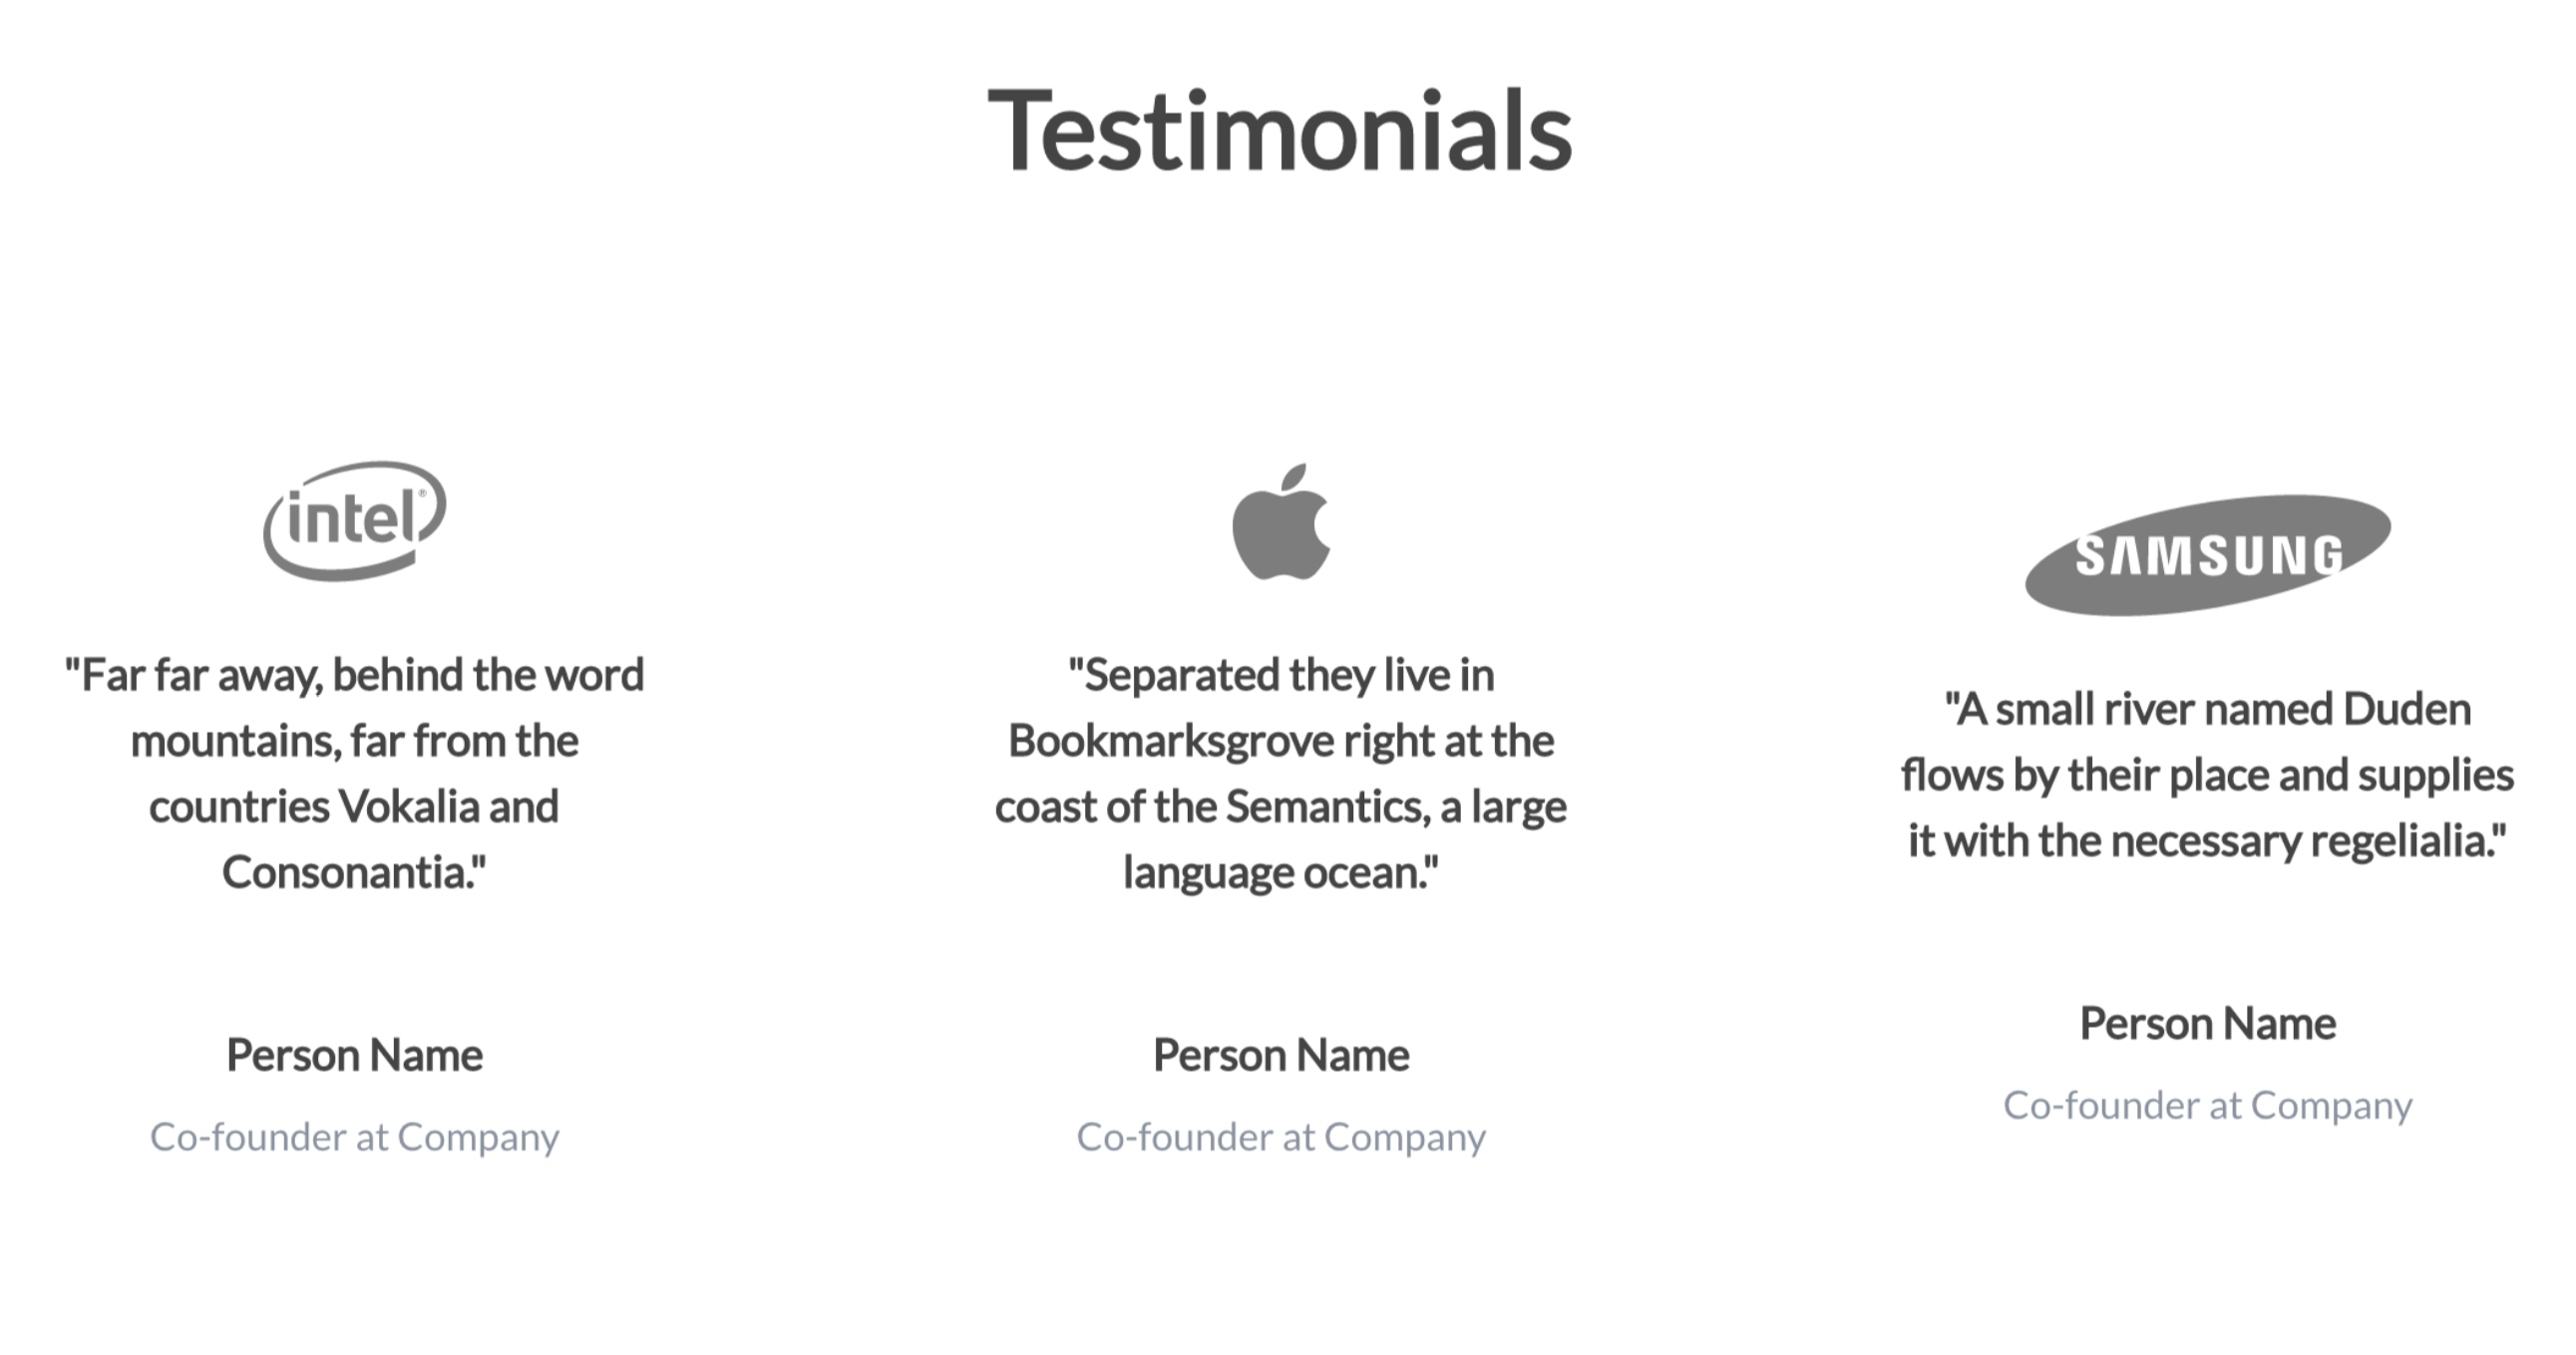 Testimonials
intel®
"Far far away, behind the word
mountains, far from the
countries Vokalia and
Consonantia."
Person Name
Co-founder at Company
"Separated they live in
Bookmarksgrove right at the
coast of the Semantics, a large
language ocean."
Person Name
Co-founder at Company
SAMSUNG
"A small river named Duden
flows by their place and supplies
it with the necessary regelialia."
Person Name
Co-founder at Company